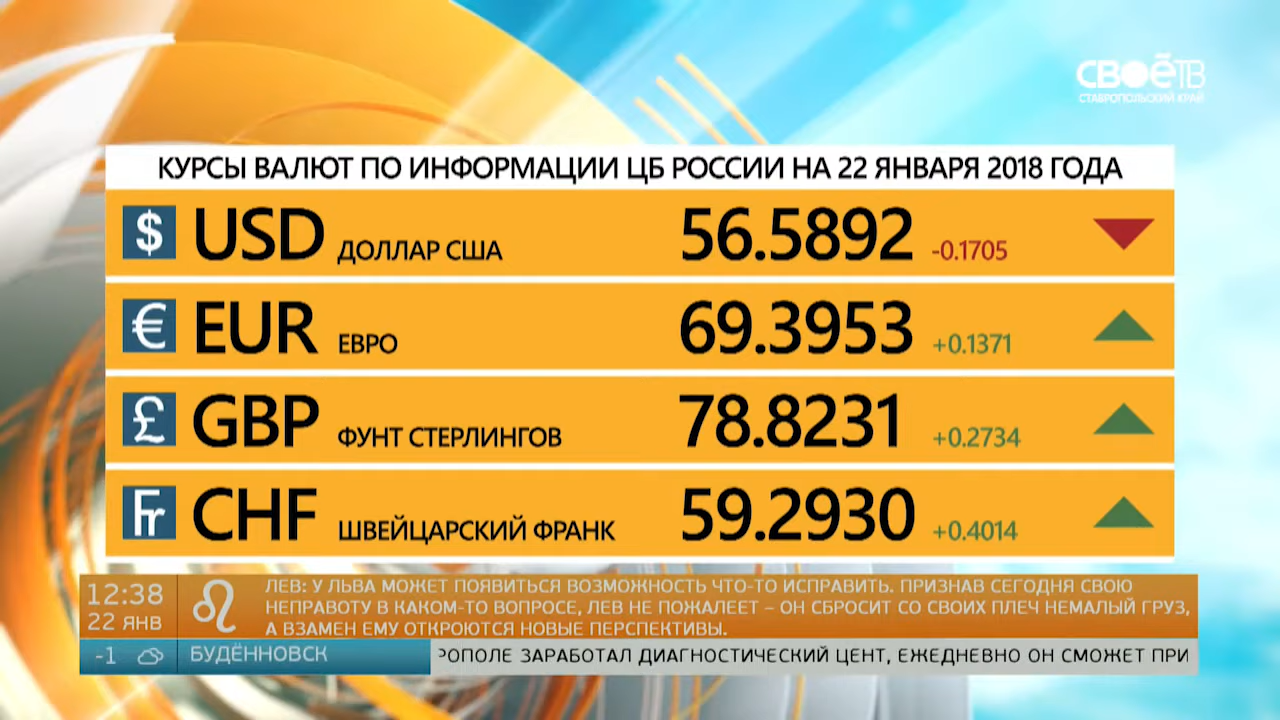 СВОЁТВ
СТАВРОПОЛЬСКИЙ КРАЙ
КУРСЫ ВАЛЮТ ПО ИНФОРМАЦИИ ЦБ РОССИИ НА 22 ЯНВАРЯ 2018 ГОДА
$ USD ДОЛЛАР США 56.5892 -0.1705
€ EUR ЕВРО 69.3953 +0.1371
£ GBP ФУНТ СТЕРЛИНГОВ 78.8231 +0.2734
Fr CHF ШВЕЙЦАРСКИЙ ФРАНК 59.2930 +0.4014
12:38
22 ЯНВ
ЛЕВ: У ЛЬВА МОЖЕТ ПОЯВИТЬСЯ ВОЗМОЖНОСТЬ ЧТО-ТО ИСПРАВИТЬ. ПРИЗНАВ СЕГОДНЯ СВОЮ
НЕПРАВОТУ В КАКОМ-ТО ВОПРОСЕ, ЛЕВ НЕ ПОЖАЛЕЕТ – ОН СБРОСИТ СО СВОИХ ПЛЕЧ НЕМАЛЫЙ ГРУЗ,
А ВЗАМЕН ЕМУ ОТКРОЮТСЯ НОВЫЕ ПЕРСПЕКТИВЫ.
-1 БУДЁННОВСК
РОПОЛЕ ЗАРАБОТАЛ ДИАГНОСТИЧЕСКИЙ ЦЕНТ, ЕЖЕДНЕВНО ОН СМОЖЕТ ПРИ